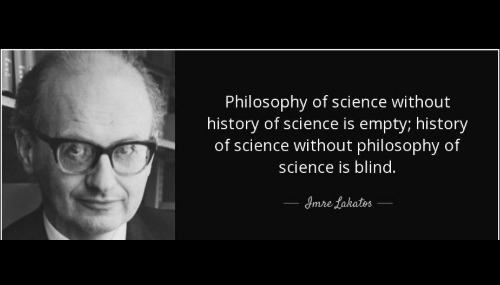 Philosophy of science without
history of science is empty; history
of science without philosophy of
science is blind.
Imre Lakatos